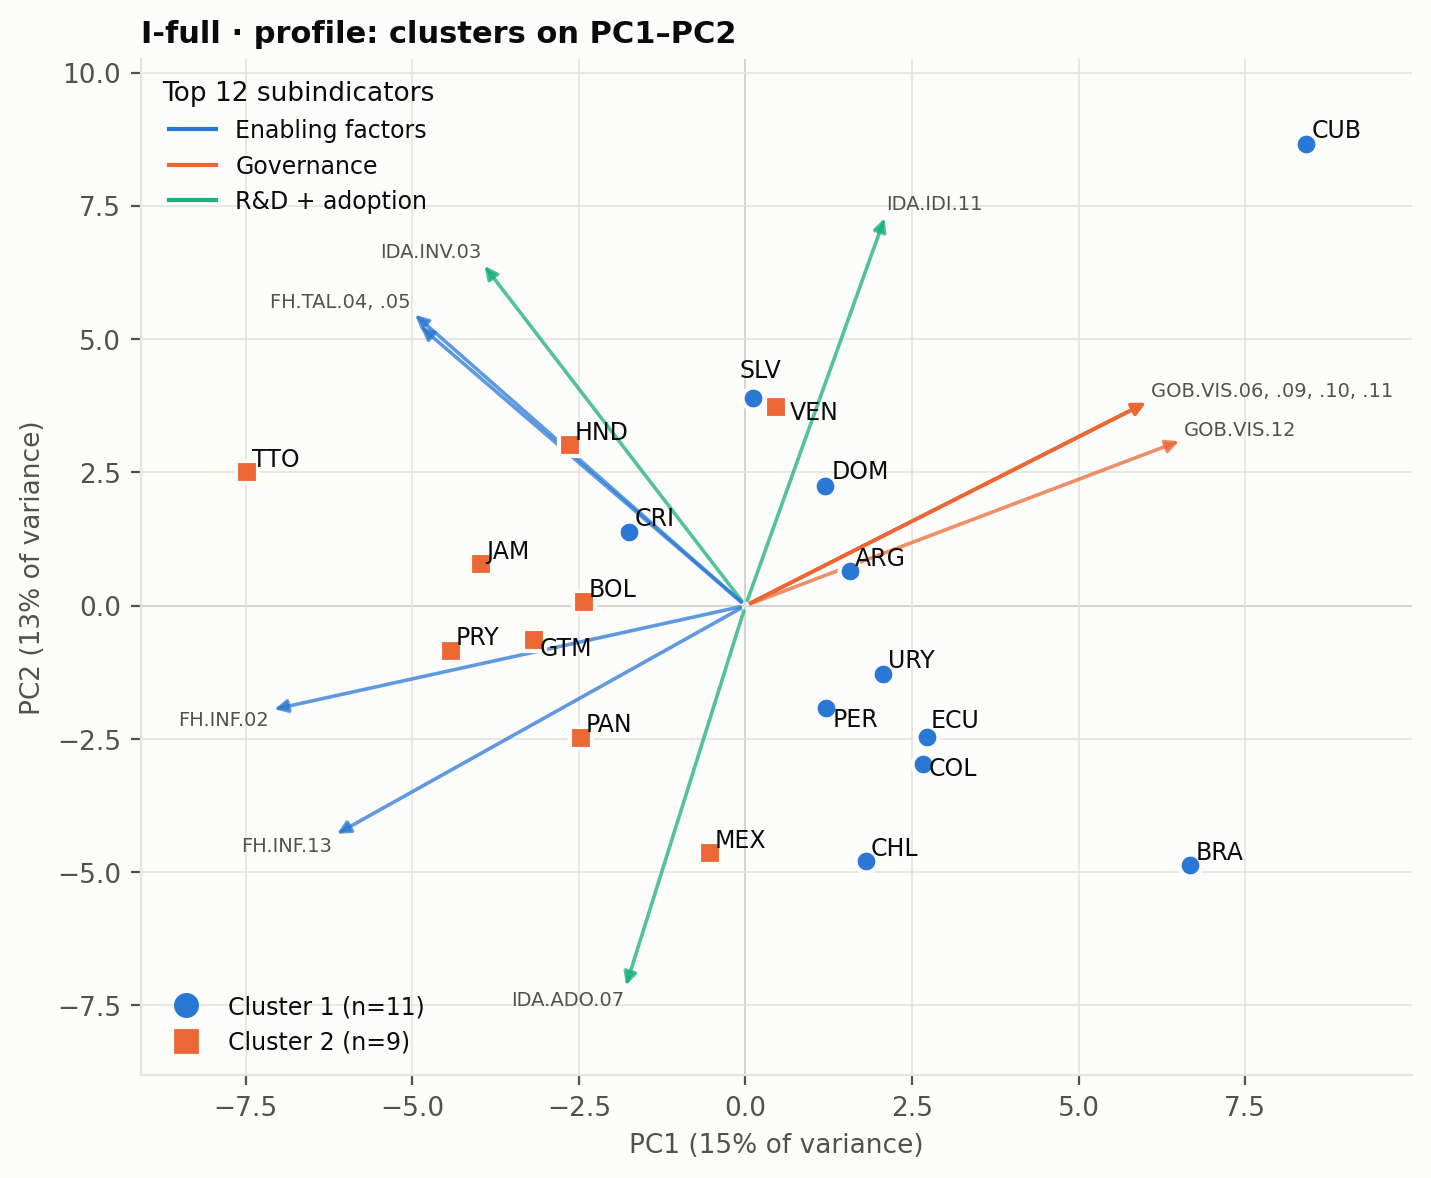 I-full · profile: clusters on PC1–PC2
10.0
Top 12 subindicators
Enabling factors
Governance
R&D + adoption
CUB
7.5
IDA.IDI.11
IDA.INV.03
FH.TAL.04, .05
5.0
SLV
VEN
GOB.VIS.06, .09, .10, .11
GOB.VIS.12
HND
TTO
2.5
DOM
CRI
JAM
ARG
BOL
0.0
PRY
GTM
URY
FH.INF.02
PAN
PER
ECU
−2.5
COL
FH.INF.13
MEX
CHL
BRA
−5.0
IDA.ADO.07
−7.5
Cluster 1 (n=11)
Cluster 2 (n=9)
PC2 (13% of variance)
−7.5 −5.0 −2.5 0.0 2.5 5.0 7.5
PC1 (15% of variance)